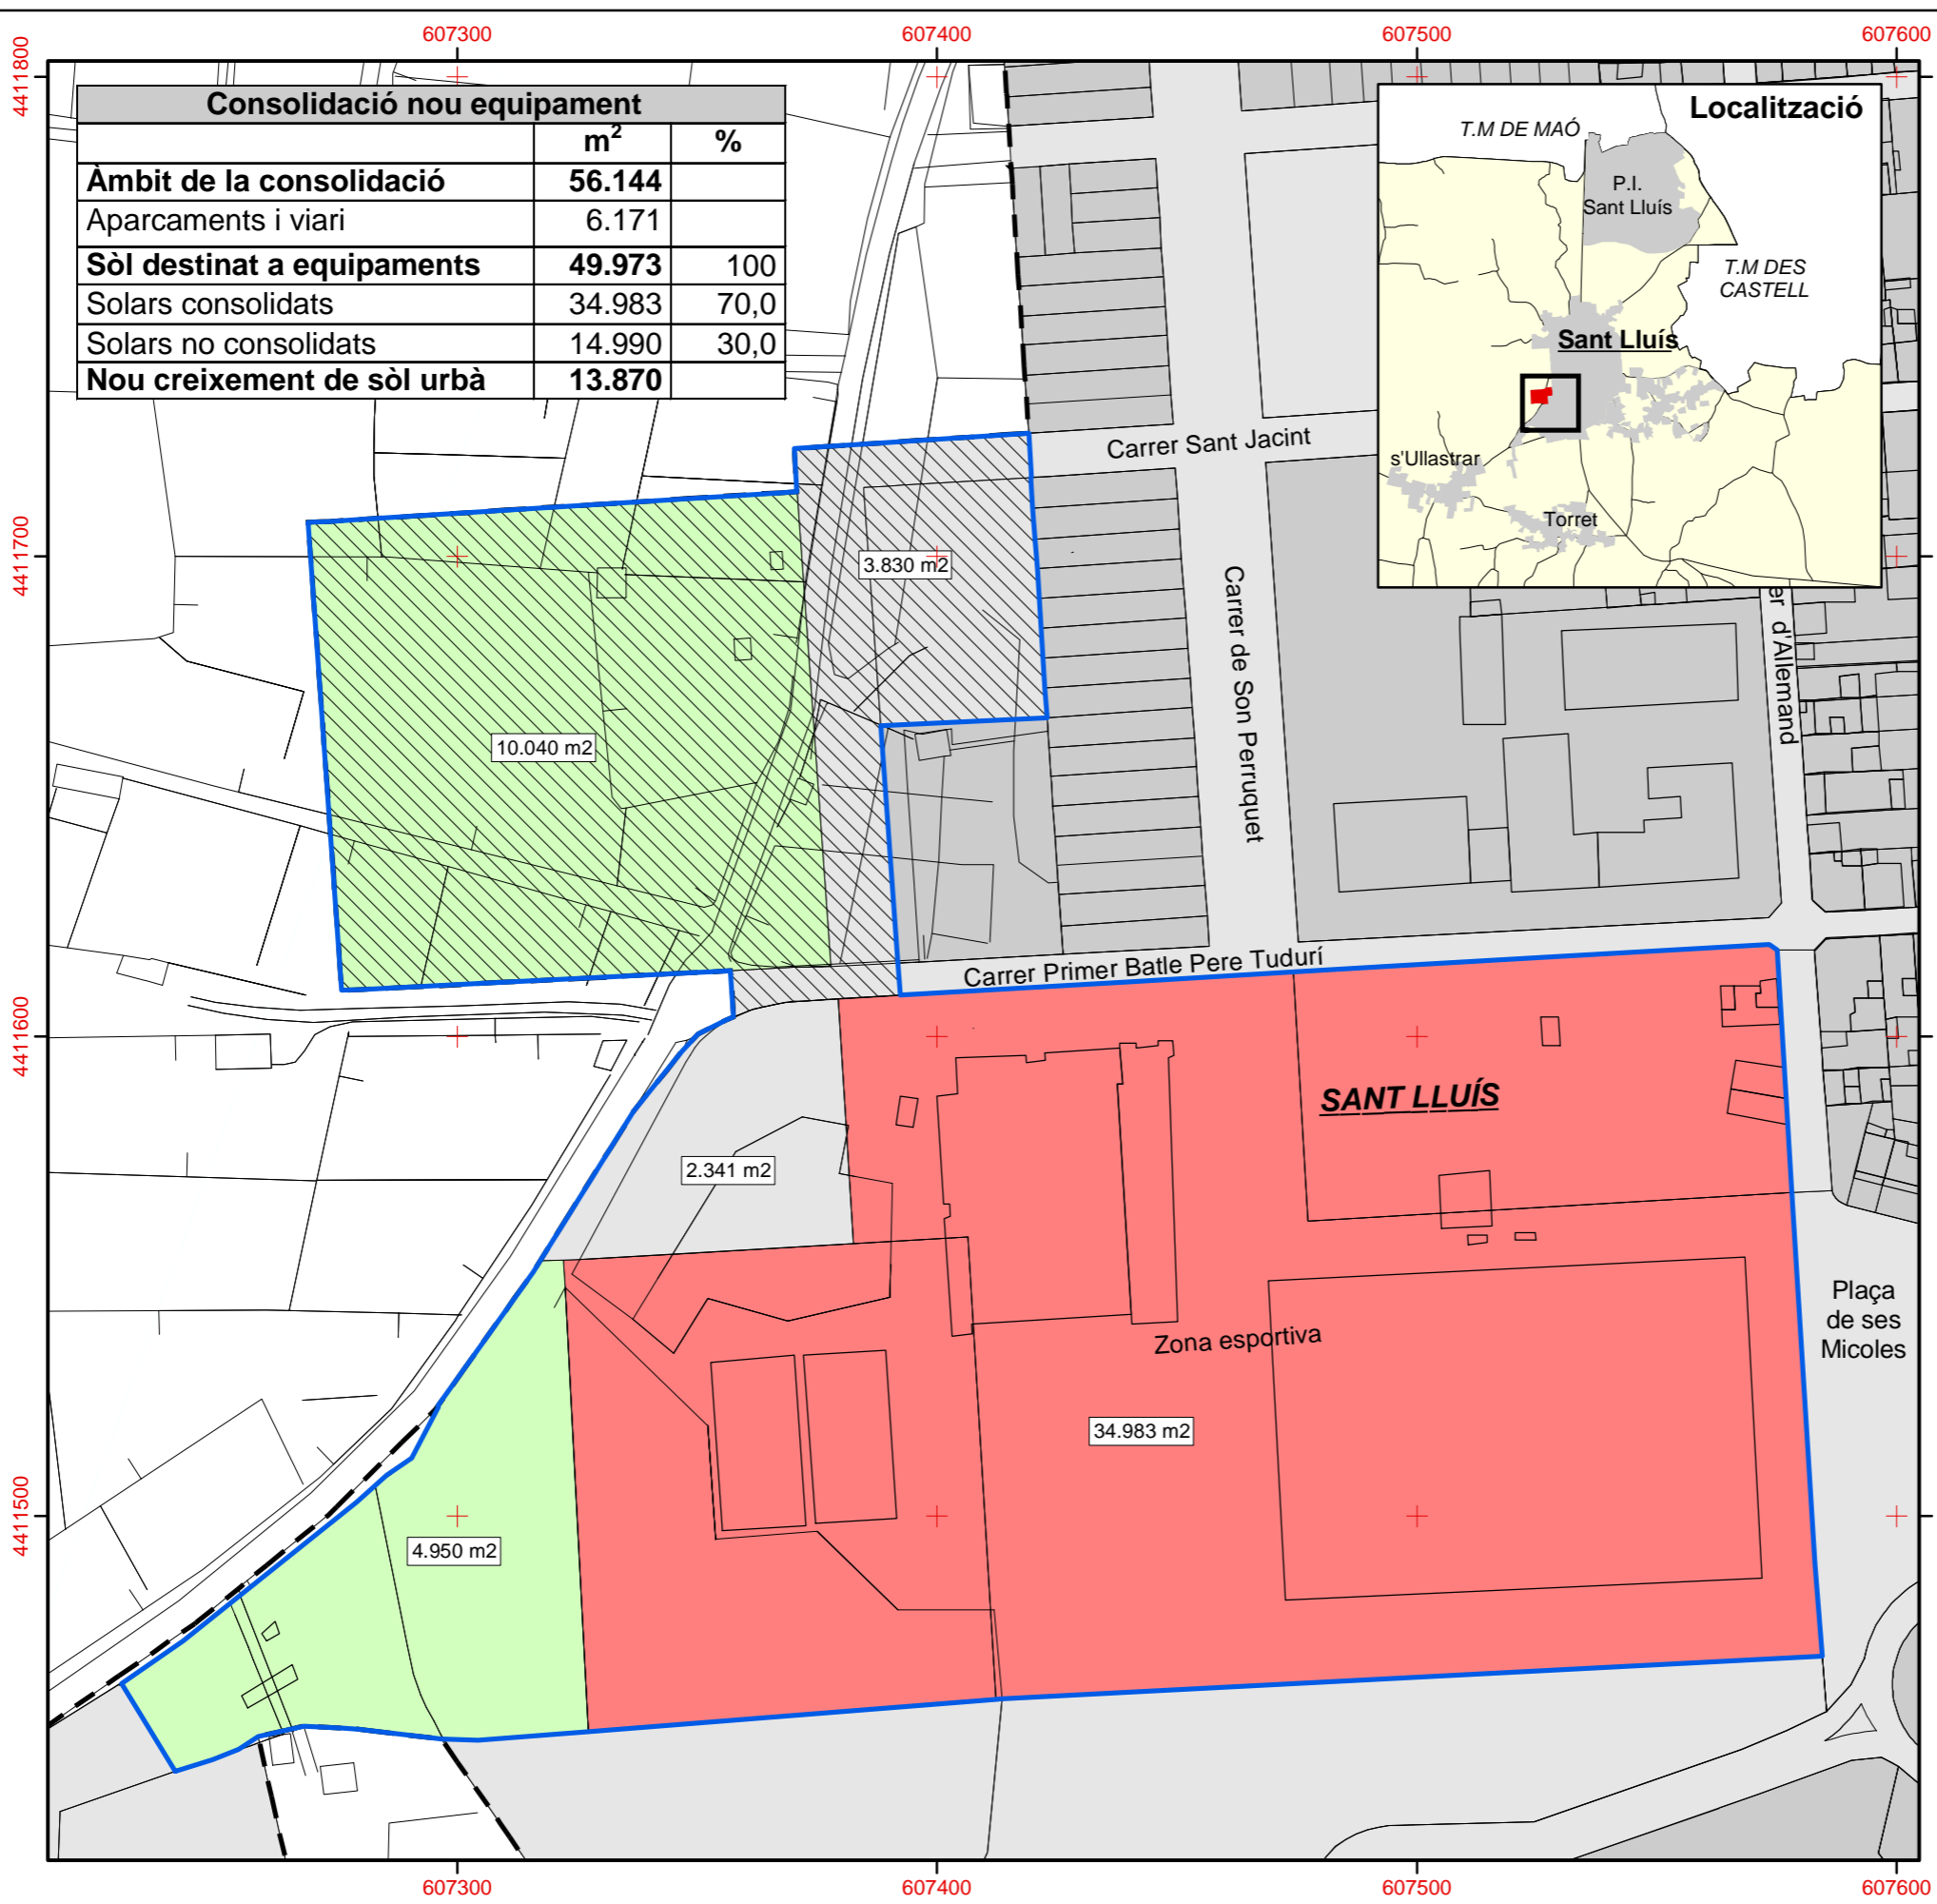 607300 607400 607500 607600
4411800
Consolidació nou equipament
m² %
Àmbit de la consolidació 56.144
Aparcaments i viari 6.171
Sòl destinat a equipaments 49.973 100
Solars consolidats 34.983 70,0
Solars no consolidats 14.990 30,0
Nou creixement de sòl urbà 13.870
Localització
T.M DE MAÓ
P.I.
Sant Lluís
T.M DES
CASTELL
Sant Lluís
s'Ullastrar
Torret
Carrer Sant Jacint
4411700
3.830 m2
Carrer de Son Perruquet
er d'Allemand
10.040 m2
Carrer Primer Batle Pere Tudurí
4411600
SANT LLUÍS
2.341 m2
Plaça
de ses
Micoles
Zona esportiva
34.983 m2
4411500
4.950 m2
607300 607400 607500 607600